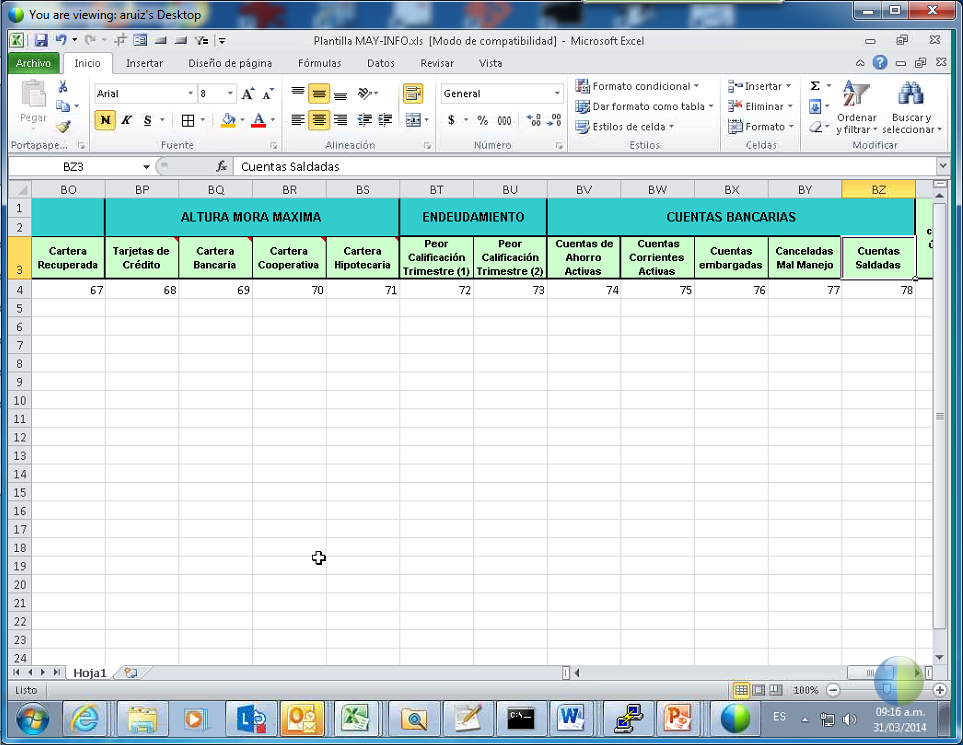 You are viewing: aruiz's Desktop
Plantilla MAY-INFO.xls [Modo de compatibilidad] - Microsoft Excel
Archivo Inicio Insertar Diseño de página Fórmulas Datos Revisar Vista
Pegar
Arial 8
General
N K S
$ % 000
Formato condicional
Dar formato como tabla
Estilos de celda
Insertar
Eliminar
Formato
Σ
Ordenar y filtrar
Buscar y seleccionar
Portapape... Fuente Alineación Número Estilos Celdas Modificar
BZ3 fx Cuentas Saldadas
BO BP BQ BR BS BT BU BV BW BX BY BZ
1
ALTURA MORA MAXIMA ENDEUDAMIENTO CUENTAS BANCARIAS
2
3
Cartera Recuperada
Tarjetas de Crédito
Cartera Bancaria
Cartera Cooperativa
Cartera Hipotecaria
Peor Calificación Trimestre (1)
Peor Calificación Trimestre (2)
Cuentas de Ahorro Activas
Cuentas Corrientes Activas
Cuentas embargadas
Canceladas Mal Manejo
Cuentas Saldadas
4 67 68 69 70 71 72 73 74 75 76 77 78
5
6
7
8
9
10
11
12
13
14
15
16
17
18
19
20
21
22
23
24
Hoja1
Listo 100%
ES 09:16 a.m.
31/03/2014